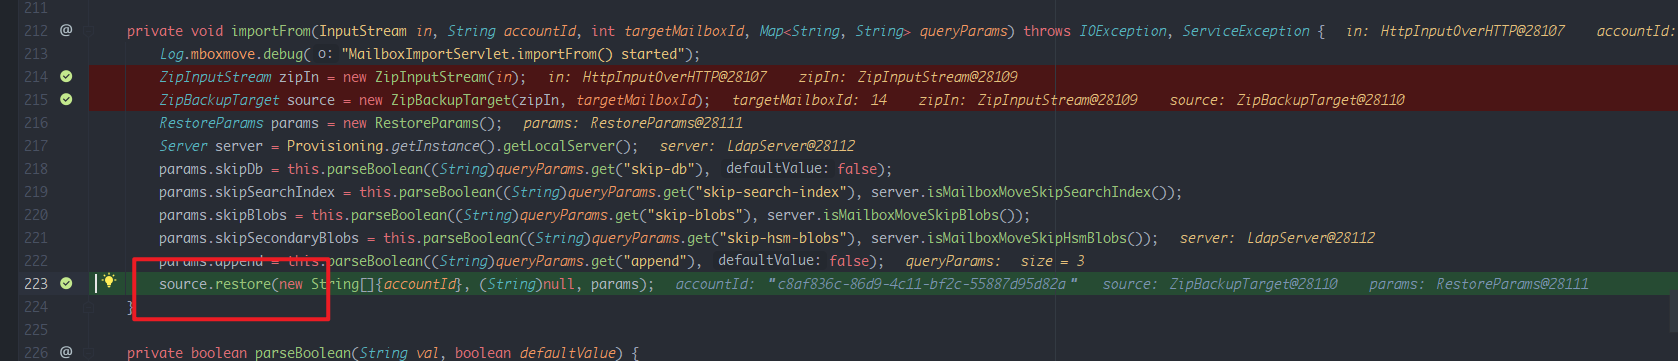 211
212 @ private void importFrom(InputStream in, String accountId, int targetMailboxId, Map<String, String> queryParams) throws IOException, ServiceException { in: HttpInputOverHTTP@28107 accountId:
213 Log.mboxmove.debug( o: "MailboxImportServlet.importFrom() started");
214 ZipInputStream zipIn = new ZipInputStream(in); in: HttpInputOverHTTP@28107 zipIn: ZipInputStream@28109
215 ZipBackupTarget source = new ZipBackupTarget(zipIn, targetMailboxId); targetMailboxId: 14 zipIn: ZipInputStream@28109 source: ZipBackupTarget@28110
216 RestoreParams params = new RestoreParams(); params: RestoreParams@28111
217 Server server = Provisioning.getInstance().getLocalServer(); server: LdapServer@28112
218 params.skipDb = this.parseBoolean((String)queryParams.get("skip-db"), defaultValue: false);
219 params.skipSearchIndex = this.parseBoolean((String)queryParams.get("skip-search-index"), server.isMailboxMoveSkipSearchIndex());
220 params.skipBlobs = this.parseBoolean((String)queryParams.get("skip-blobs"), server.isMailboxMoveSkipBlobs());
221 params.skipSecondaryBlobs = this.parseBoolean((String)queryParams.get("skip-hsm-blobs"), server.isMailboxMoveSkipHsmBlobs()); server: LdapServer@28112
222 params.append = this.parseBoolean((String)queryParams.get("append"), defaultValue: false); queryParams: size = 3
223 source.restore(new String[]{accountId}, (String)null, params); accountId: "c8af836c-86d9-4c11-bf2c-55887d95d82a" source: ZipBackupTarget@28110 params: RestoreParams@28111
224 }
225
226 @ private boolean parseBoolean(String val, boolean defaultValue) {